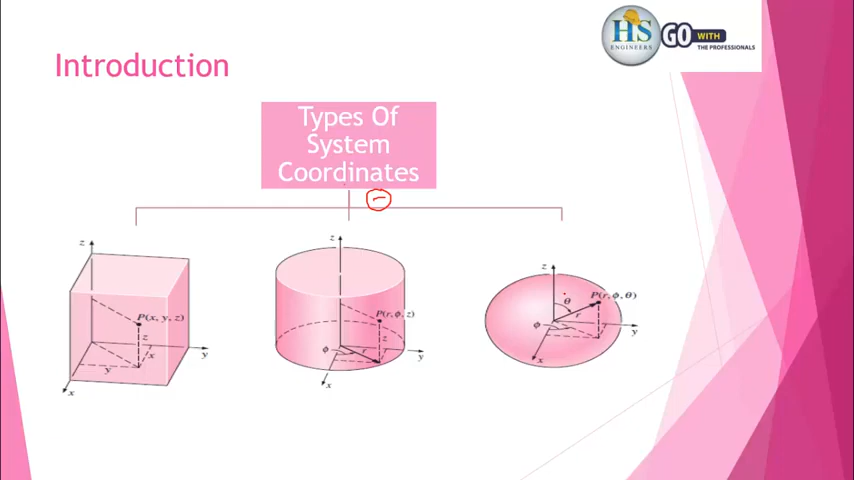 HS
ENGINEERS
GO WITH
THE PROFESSIONALS
Introduction
Types Of
System
Coordinates
z
P(x, y, z)
z
x
y
y
x
z
P(r, ϕ, z)
z
ϕ
r
y
x
z
θ
P(r, ϕ, θ)
r
ϕ
y
x